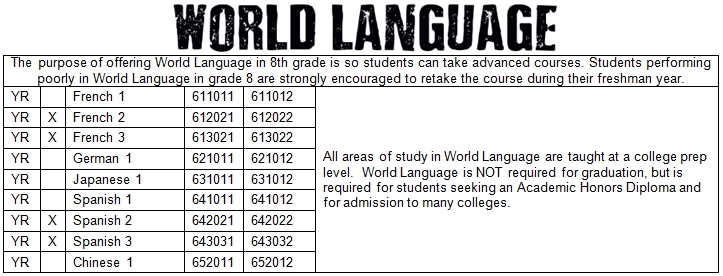 WORLD LANGUAGE
The purpose of offering World Language in 8th grade is so students can take advanced courses. Students performing
poorly in World Language in grade 8 are strongly encouraged to retake the course during their freshman year.
YR French 1 611011 611012
YR X French 2 612021 612022
YR X French 3 613021 613022
YR German 1 621011 621012
YR Japanese 1 631011 631012
YR Spanish 1 641011 641012
YR X Spanish 2 642021 642022
YR X Spanish 3 643031 643032
YR Chinese 1 652011 652012
All areas of study in World Language are taught at a college prep
level. World Language is NOT required for graduation, but is
required for students seeking an Academic Honors Diploma and
for admission to many colleges.